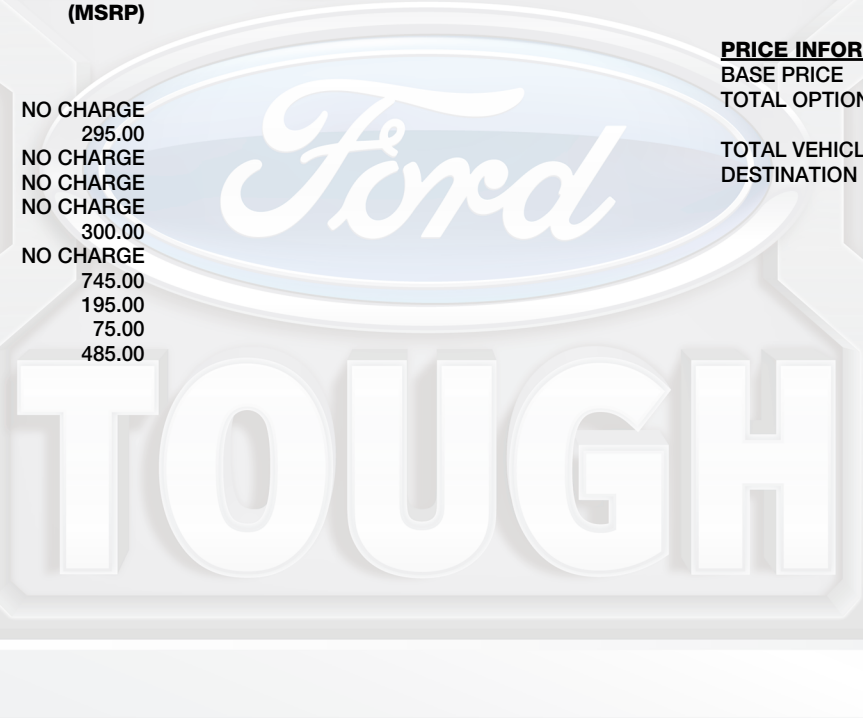 (MSRP)
NO CHARGE
295.00
NO CHARGE
NO CHARGE
NO CHARGE
300.00
NO CHARGE
745.00
195.00
75.00
485.00
PRICE INFOR
BASE PRICE
TOTAL OPTION
TOTAL VEHICL
DESTINATION
Ford
TOUGH